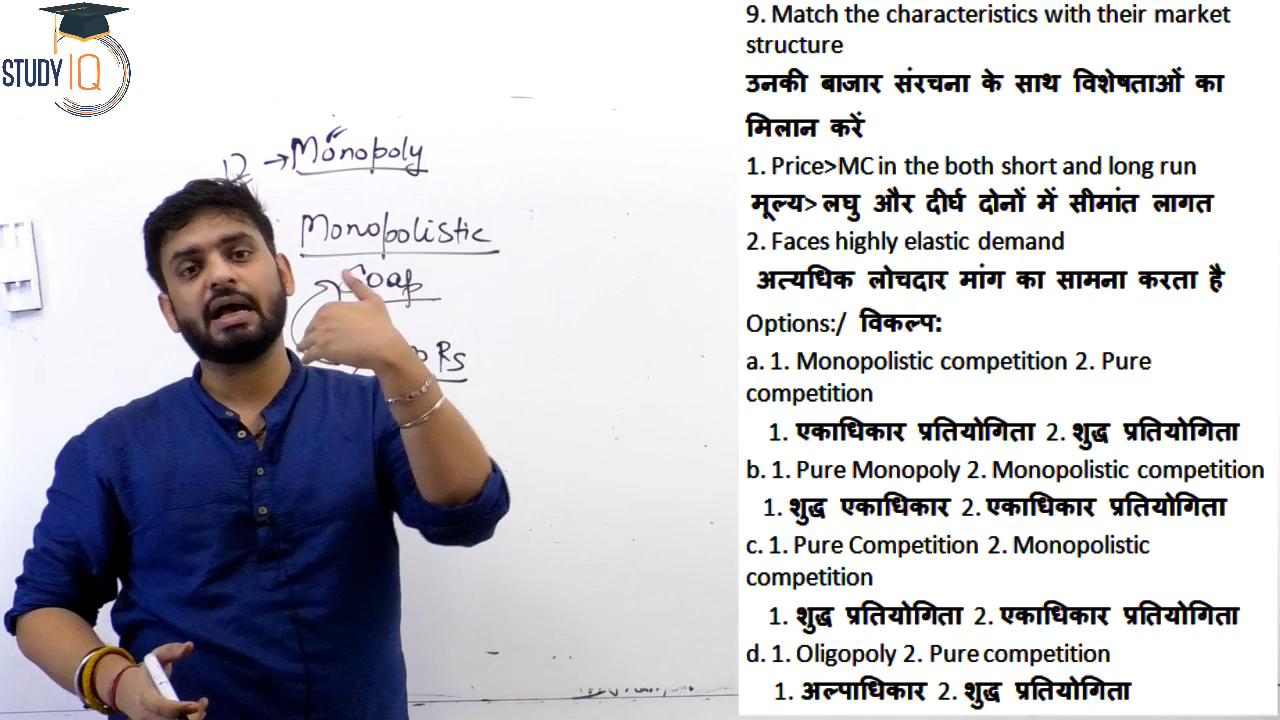 STUDY IQ
→Monopoly
Monopolistic
Soap
Rs
9. Match the characteristics with their market
structure
उनकी बाजार संरचना के साथ विशेषताओं का
मिलान करें
1. Price>MC in the both short and long run
मूल्य> लघु और दीर्घ दोनों में सीमांत लागत
2. Faces highly elastic demand
अत्यधिक लोचदार मांग का सामना करता है
Options:/ विकल्प:
a. 1. Monopolistic competition 2. Pure
competition
1. एकाधिकार प्रतियोगिता 2. शुद्ध प्रतियोगिता
b. 1. Pure Monopoly 2. Monopolistic competition
1. शुद्ध एकाधिकार 2. एकाधिकार प्रतियोगिता
c. 1. Pure Competition 2. Monopolistic
competition
1. शुद्ध प्रतियोगिता 2. एकाधिकार प्रतियोगिता
d. 1. Oligopoly 2. Pure competition
1. अल्पाधिकार 2. शुद्ध प्रतियोगिता